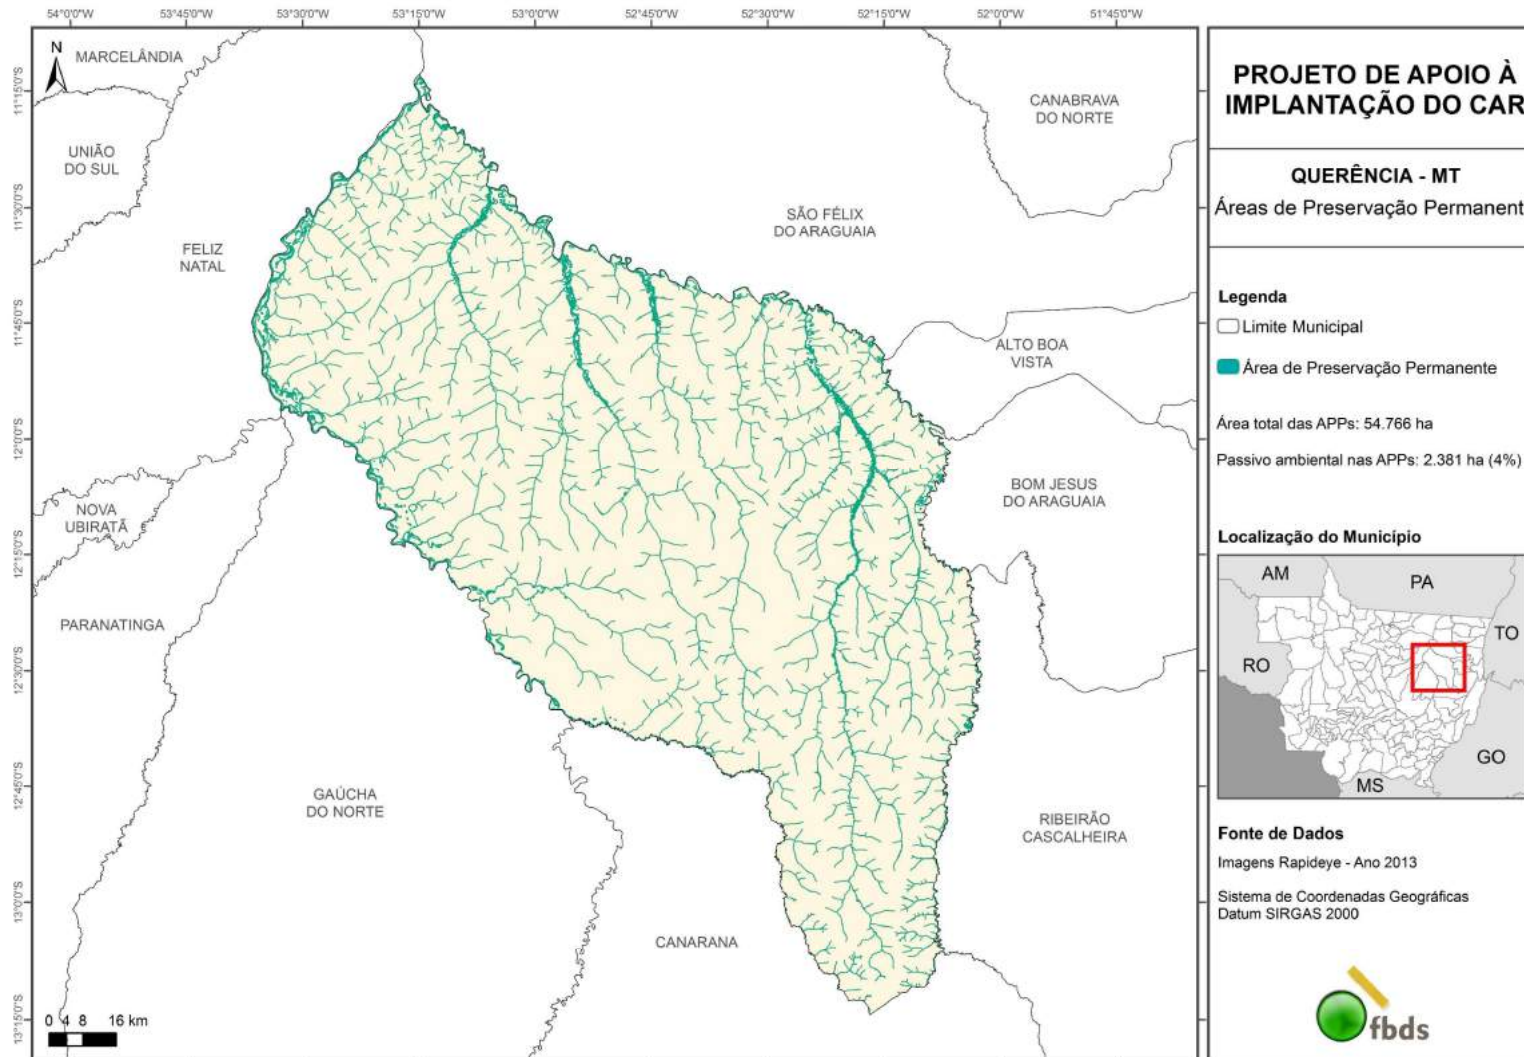 54°0'0"W
53°45'0"W
53°30'0"W
53°15'0"W
53°0'0"W
52°45'0"W
52°30'0"W
52°15'0"W
52°0'0"W
51°45'0"W
11°15'0"S
11°30'0"S
11°45'0"S
12°0'0"S
12°15'0"S
12°30'0"S
12°45'0"S
13°0'0"S
13°15'0"S
N
MARCELÂNDIA
UNIÃO
DO SUL
FELIZ
NATAL
NOVA
UBIRATÃ
PARANATINGA
GAÚCHA
DO NORTE
CANARANA
CANABRAVA
DO NORTE
SÃO FÉLIX
DO ARAGUAIA
ALTO BOA
VISTA
BOM JESUS
DO ARAGUAIA
RIBEIRÃO
CASCALHEIRA
0 4 8 16 km
PROJETO DE APOIO À
IMPLANTAÇÃO DO CAR
QUERÊNCIA - MT
Áreas de Preservação Permanent
Legenda
Limite Municipal
Área de Preservação Permanente
Área total das APPs: 54.766 ha
Passivo ambiental nas APPs: 2.381 ha (4%)
Localização do Município
AM
PA
TO
RO
GO
MS
Fonte de Dados
Imagens Rapideye - Ano 2013
Sistema de Coordenadas Geográficas
Datum SIRGAS 2000
fbds